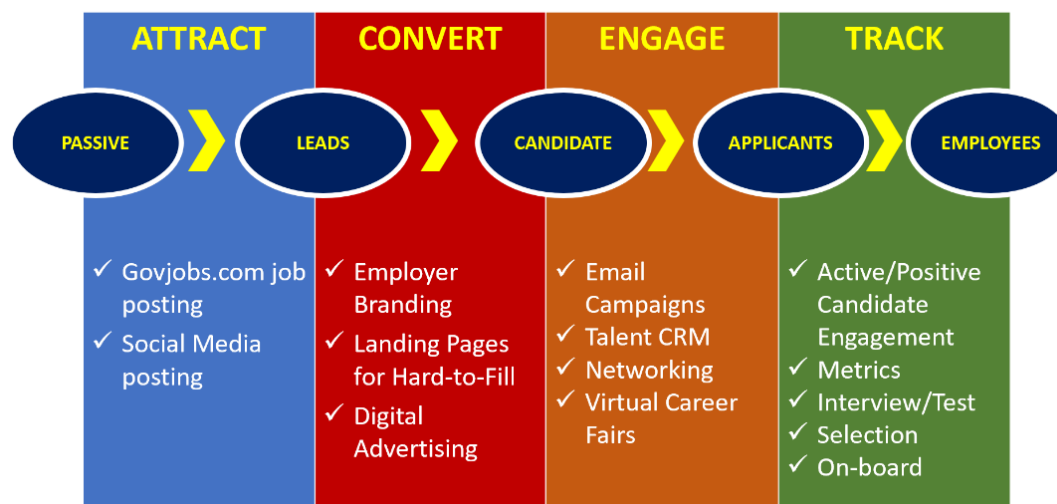 ATTRACT
CONVERT
ENGAGE
TRACK
PASSIVE
LEADS
CANDIDATE
APPLICANTS
EMPLOYEES
✓ Govjobs.com job
posting
✓ Social Media
posting
✓ Employer
Branding
✓ Landing Pages
for Hard-to-Fill
✓ Digital
Advertising
✓ Email
Campaigns
✓ Talent CRM
✓ Networking
✓ Virtual Career
Fairs
✓ Active/Positive
Candidate
Engagement
✓ Metrics
✓ Interview/Test
✓ Selection
✓ On-board